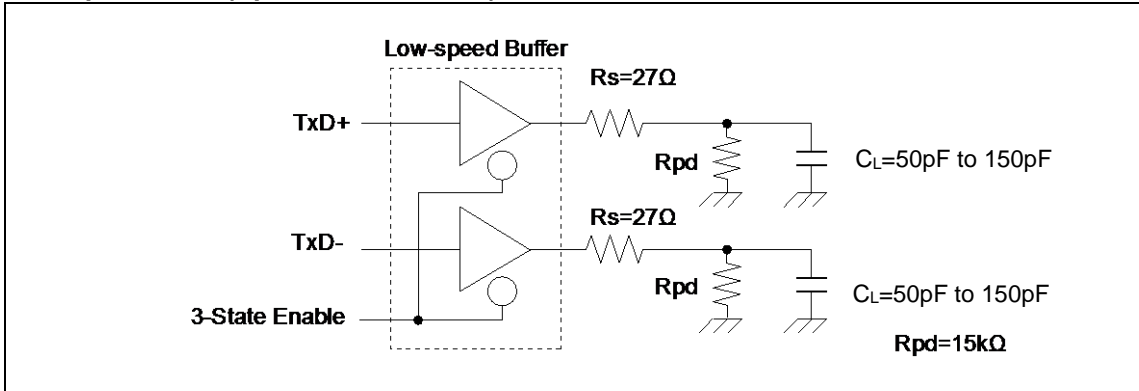 Low-speed Buffer
Rs=27Ω
TxD+
Rpd
CL=50pF to 150pF
Rs=27Ω
TxD-
Rpd
CL=50pF to 150pF
3-State Enable
Rpd=15kΩ